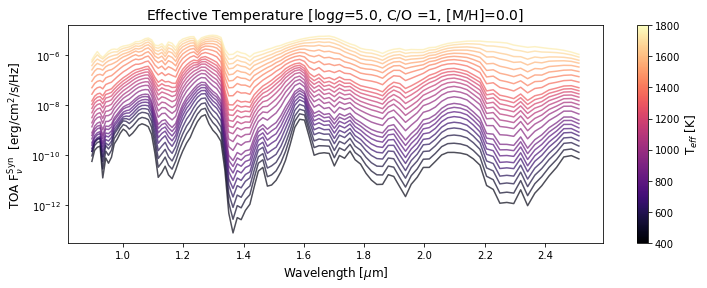 Effective Temperature [logg=5.0, C/O =1, [M/H]=0.0]
TOA F_ν^Syn [erg/cm²/s/Hz]
10⁻⁶
10⁻⁸
10⁻¹⁰
10⁻¹²
1.0 1.2 1.4 1.6 1.8 2.0 2.2 2.4
Wavelength [μm]
1800
1600
1400
1200
1000
800
600
400
T_eff [K]